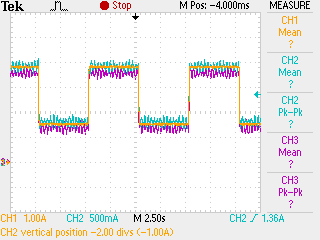 Tek Stop M Pos: -4.000ms MEASURE
CH1
Mean
?
CH2
Mean
?
CH2
Pk-Pk
?
CH3
Mean
?
CH3
Pk-Pk
?
CH1 1.00A CH2 500mA M 2.50s CH2 1.36A
CH2 vertical position -2.00 divs (-1.00A)